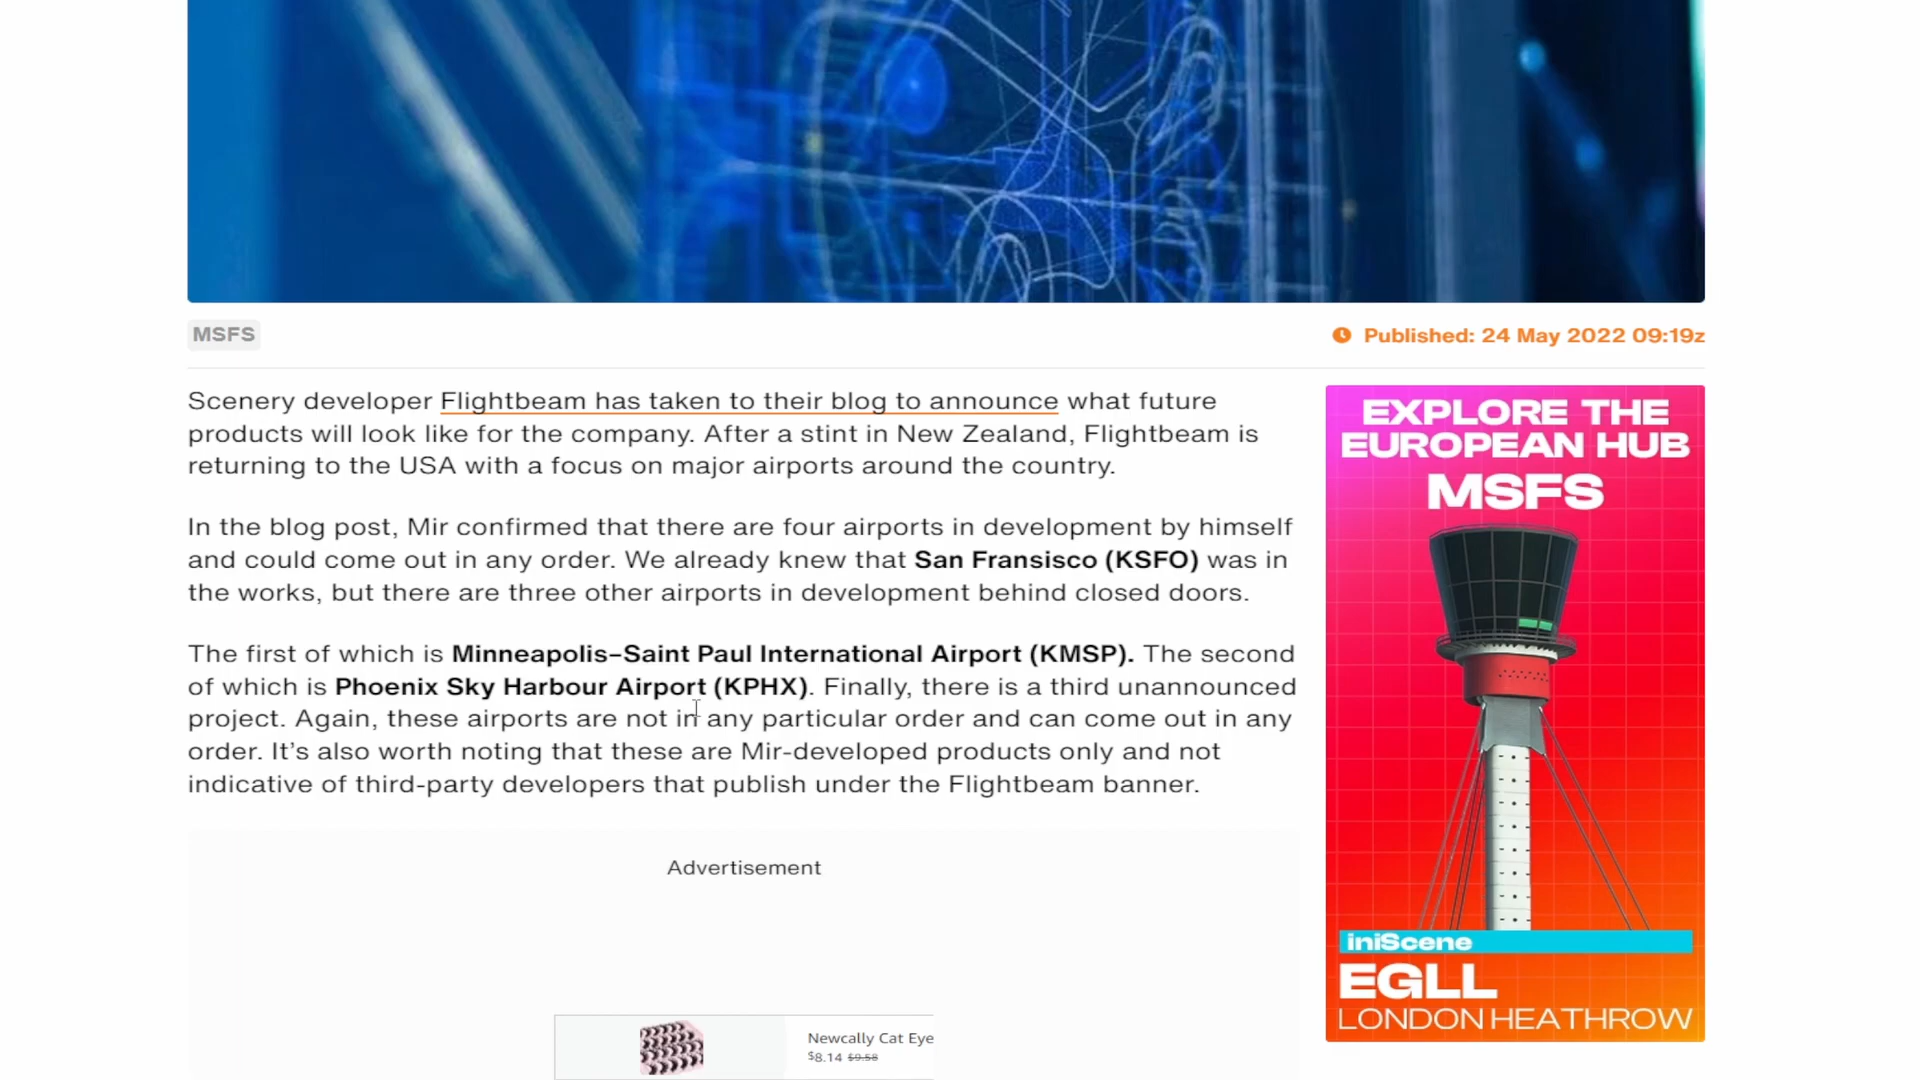 MSFS
Published: 24 May 2022 09:19z
Scenery developer Flightbeam has taken to their blog to announce what future
products will look like for the company. After a stint in New Zealand, Flightbeam is
returning to the USA with a focus on major airports around the country.
In the blog post, Mir confirmed that there are four airports in development by himself
and could come out in any order. We already knew that San Fransisco (KSFO) was in
the works, but there are three other airports in development behind closed doors.
The first of which is Minneapolis–Saint Paul International Airport (KMSP). The second
of which is Phoenix Sky Harbour Airport (KPHX). Finally, there is a third unannounced
project. Again, these airports are not in any particular order and can come out in any
order. It’s also worth noting that these are Mir-developed products only and not
indicative of third-party developers that publish under the Flightbeam banner.
Advertisement
Newcally Cat Eye
$8.14 $9.58
EXPLORE THE
EUROPEAN HUB
MSFS
iniScene
EGLL
LONDON HEATHROW